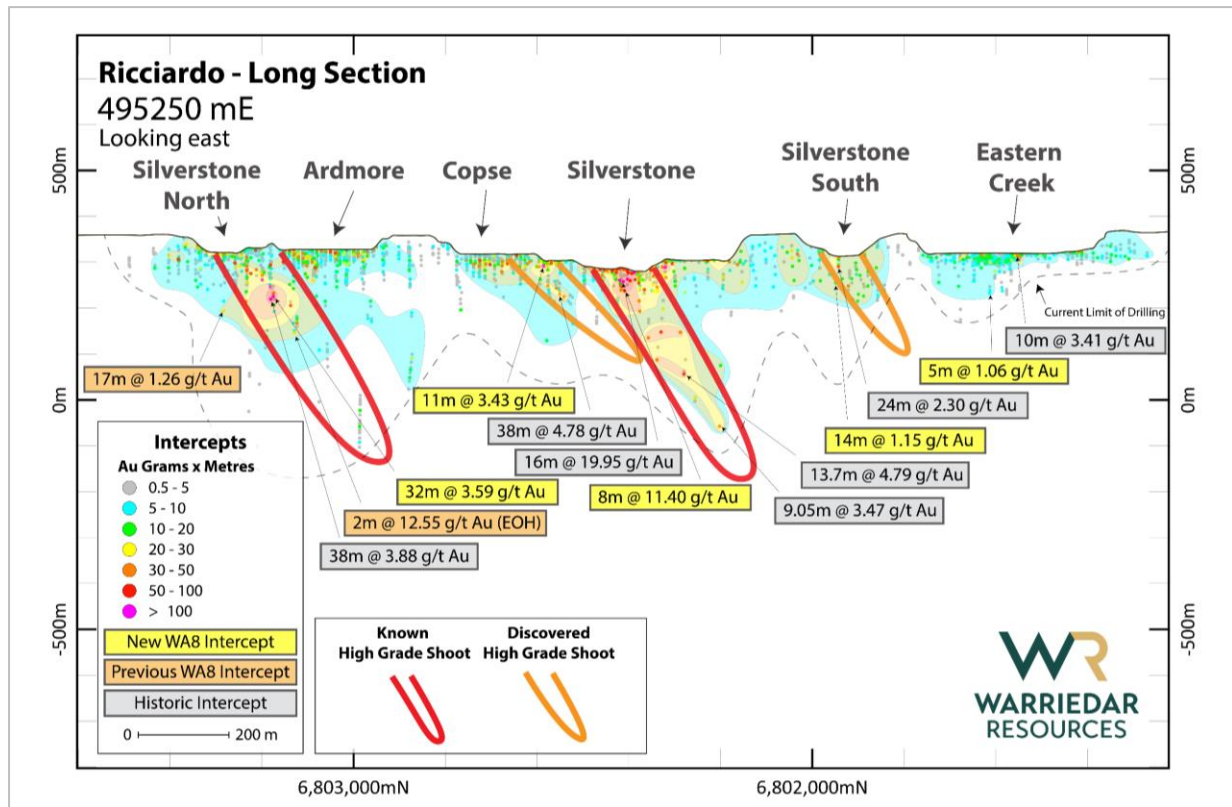 Ricciardo - Long Section
495250 mE
Looking east
Silverstone
North
Ardmore
Copse
Silverstone
Silverstone
South
Eastern
Creek
500m
500m
0m
0m
-500m
-500m
Current Limit of Drilling
10m @ 3.41 g/t Au
5m @ 1.06 g/t Au
17m @ 1.26 g/t Au
11m @ 3.43 g/t Au
24m @ 2.30 g/t Au
38m @ 4.78 g/t Au
14m @ 1.15 g/t Au
16m @ 19.95 g/t Au
13.7m @ 4.79 g/t Au
32m @ 3.59 g/t Au
8m @ 11.40 g/t Au
9.05m @ 3.47 g/t Au
2m @ 12.55 g/t Au (EOH)
38m @ 3.88 g/t Au
Intercepts
Au Grams x Metres
0.5 - 5
5 - 10
10 - 20
20 - 30
30 - 50
50 - 100
> 100
New WA8 Intercept
Previous WA8 Intercept
Historic Intercept
0 200 m
Known
High Grade Shoot
Discovered
High Grade Shoot
WR
WARRIEDAR
RESOURCES
6,803,000mN
6,802,000mN